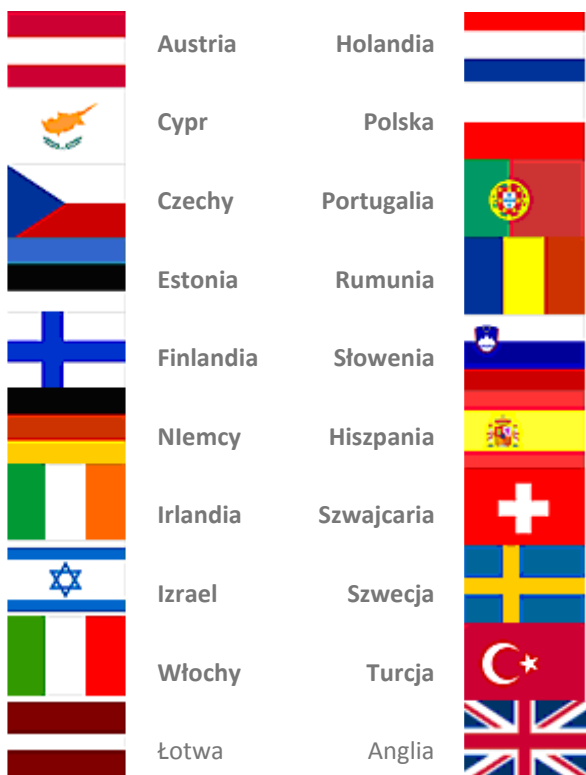 Austria Holandia
Cypr Polska
Czechy Portugalia
Estonia Rumunia
Finlandia Słowenia
NIemcy Hiszpania
Irlandia Szwajcaria
Izrael Szwecja
Włochy Turcja
Łotwa Anglia